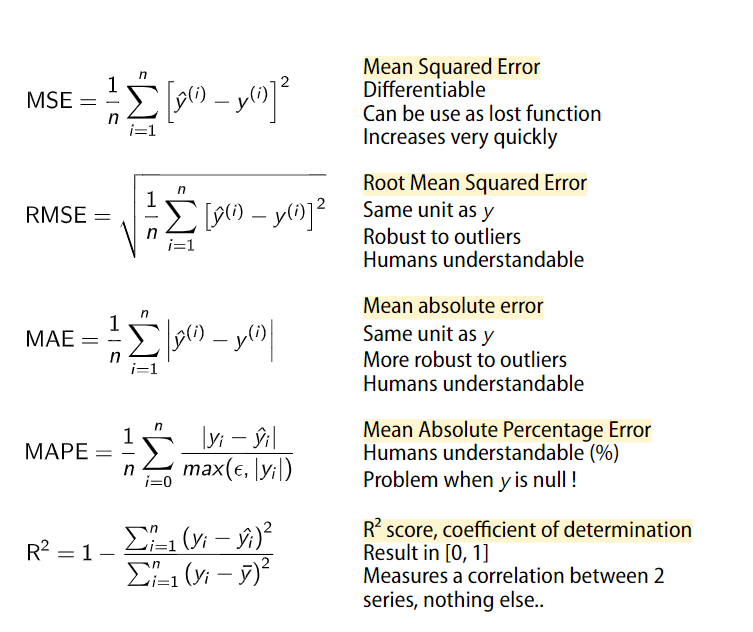 MSE = \frac{1}{n} \sum_{i=1}^{n} \left[ \hat{y}^{(i)} - y^{(i)} \right]^2
Mean Squared Error
Differentiable
Can be use as lost function
Increases very quickly
RMSE = \sqrt{\frac{1}{n} \sum_{i=1}^{n} \left[ \hat{y}^{(i)} - y^{(i)} \right]^2}
Root Mean Squared Error
Same unit as y
Robust to outliers
Humans understandable
MAE = \frac{1}{n} \sum_{i=1}^{n} \left| \hat{y}^{(i)} - y^{(i)} \right|
Mean absolute error
Same unit as y
More robust to outliers
Humans understandable
MAPE = \frac{1}{n} \sum_{i=0}^{n} \frac{|y_i - \hat{y}_i|}{max(\epsilon, |y_i|)}
Mean Absolute Percentage Error
Humans understandable (%)
Problem when y is null !
R^2 = 1 - \frac{\sum_{i=1}^{n} (y_i - \hat{y}_i)^2}{\sum_{i=1}^{n} (y_i - \bar{y})^2}
R² score, coefficient of determination
Result in [0, 1]
Measures a correlation between 2
series, nothing else..